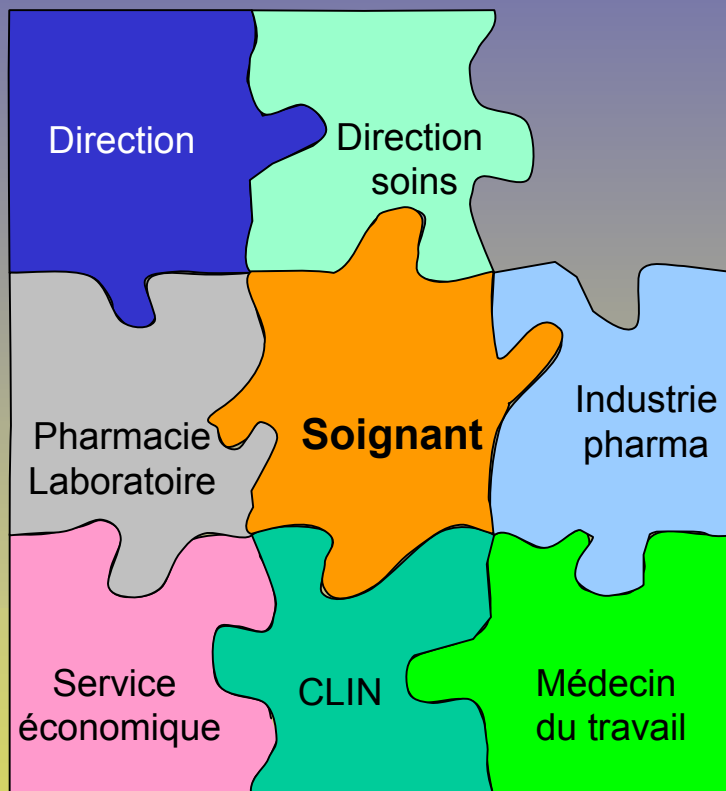 Direction
Direction
soins
Pharmacie
Laboratoire
Soignant
Industrie
pharma
Service
économique
CLIN
Médecin
du travail